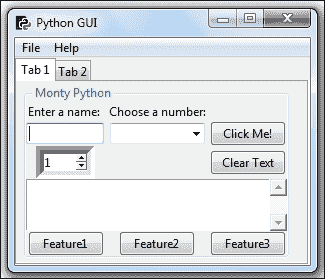 Python GUI
File Help
Tab 1 Tab 2
Monty Python
Enter a name: Choose a number:
Click Me!
1
Clear Text
Feature1 Feature2 Feature3